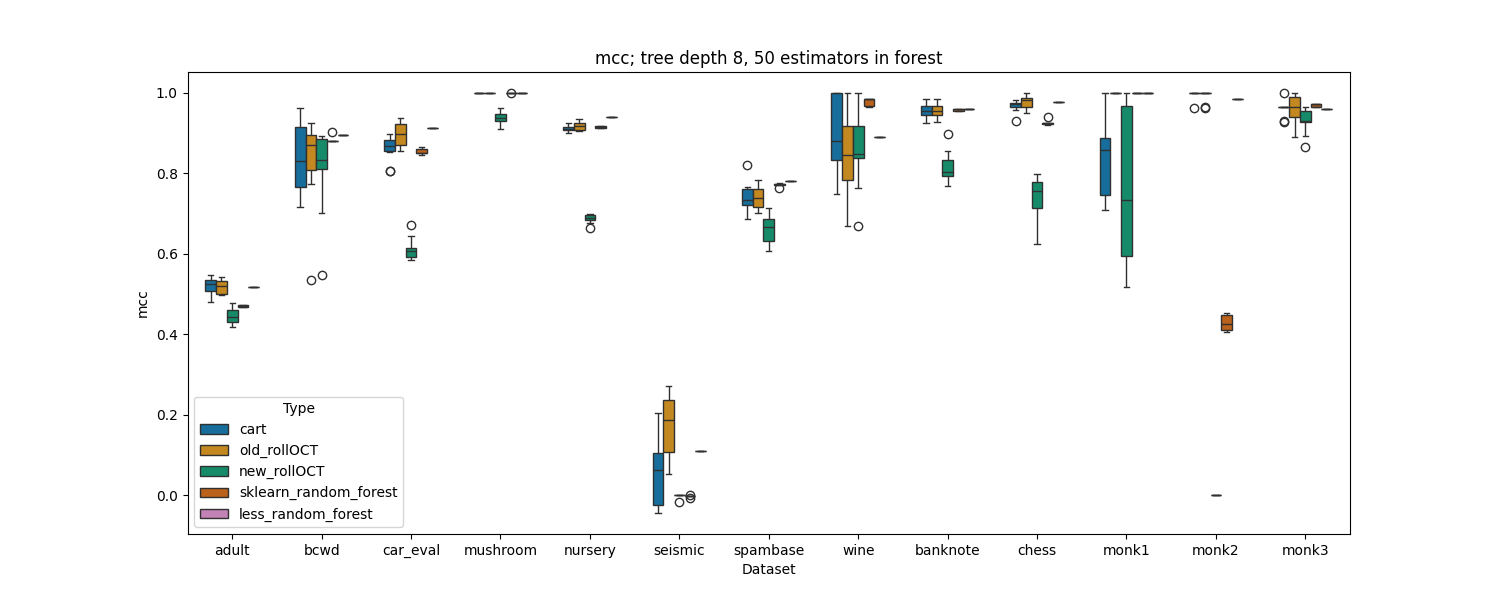 mcc; tree depth 8, 50 estimators in forest
mcc
1.0
0.8
0.6
0.4
0.2
0.0
Type
cart
old_rollOCT
new_rollOCT
sklearn_random_forest
less_random_forest
adult bcwd car_eval mushroom nursery seismic spambase wine banknote chess monk1 monk2 monk3
Dataset